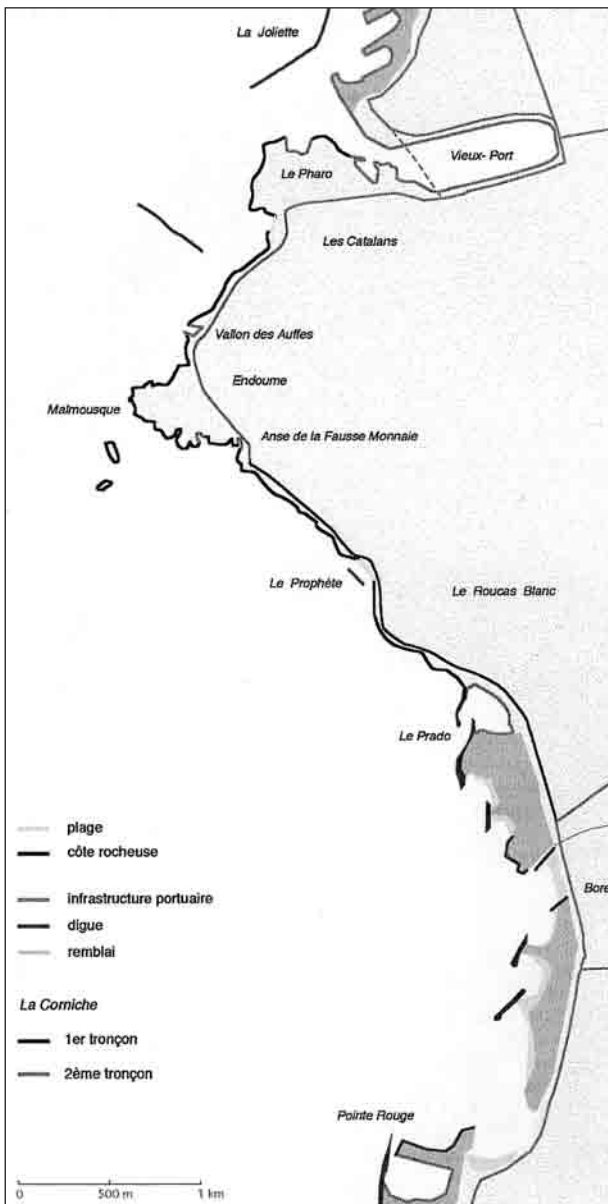 La Joliette
Vieux- Port
Le Pharo
Les Catalans
Vallon des Auffes
Endoume
Malmousque
Anse de la Fausse Monnaie
Le Prophète
Le Roucas Blanc
Le Prado
plage
côte rocheuse
Bore
infrastructure portuaire
digue
remblai
La Corniche
1er tronçon
2ème tronçon
Pointe Rouge
0 500 m 1 km